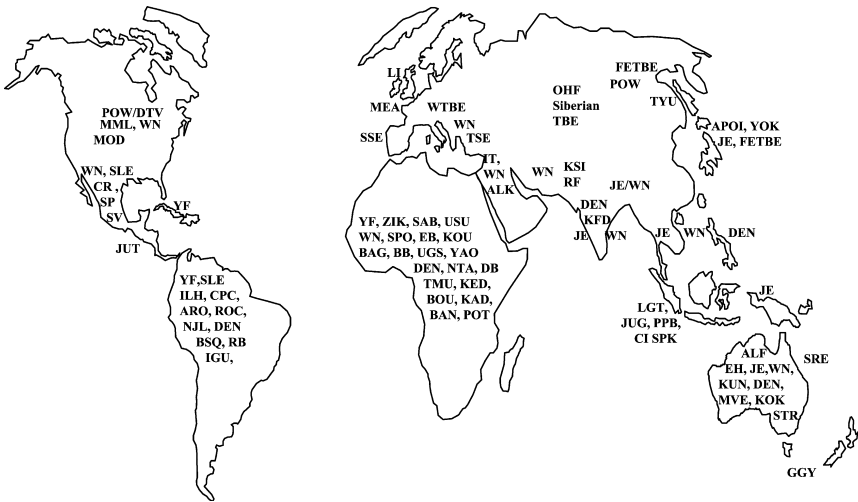 POW/DTV
MML, WN
MOD
WN, SLE
CR ,
SP
SV
YF
JUT
YF,SLE
ILH, CPC,
ARO, ROC,
NJL, DEN
BSQ, RB
IGU,
LI
MEA
WTBE
SSE
WN
TSE
IT,
WN
ALK
WN
YF, ZIK, SAB, USU
WN, SPO, EB, KOU
BAG, BB, UGS, YAO
DEN, NTA, DB
TMU, KED,
BOU, KAD,
BAN, POT
OHF
Siberian
TBE
FETBE
POW
TYU
APOI, YOK
JE, FETBE
KSI
RF
JE/WN
DEN
KFD
JE
WN
JE
WN
DEN
JE
LGT,
JUG, PPB,
CI SPK
ALF
EH, JE,WN,
KUN, DEN,
MVE, KOK
STR
SRE
GGY